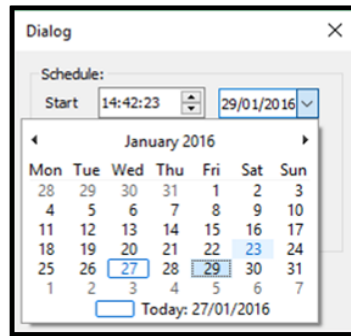 Dialog
Schedule:
Start 14:42:23 29/01/2016
January 2016
Mon Tue Wed Thu Fri Sat Sun
28 29 30 31 1 2 3
4 5 6 7 8 9 10
11 12 13 14 15 16 17
18 19 20 21 22 23 24
25 26 27 28 29 30 31
1 2 3 4 5 6 7
Today: 27/01/2016